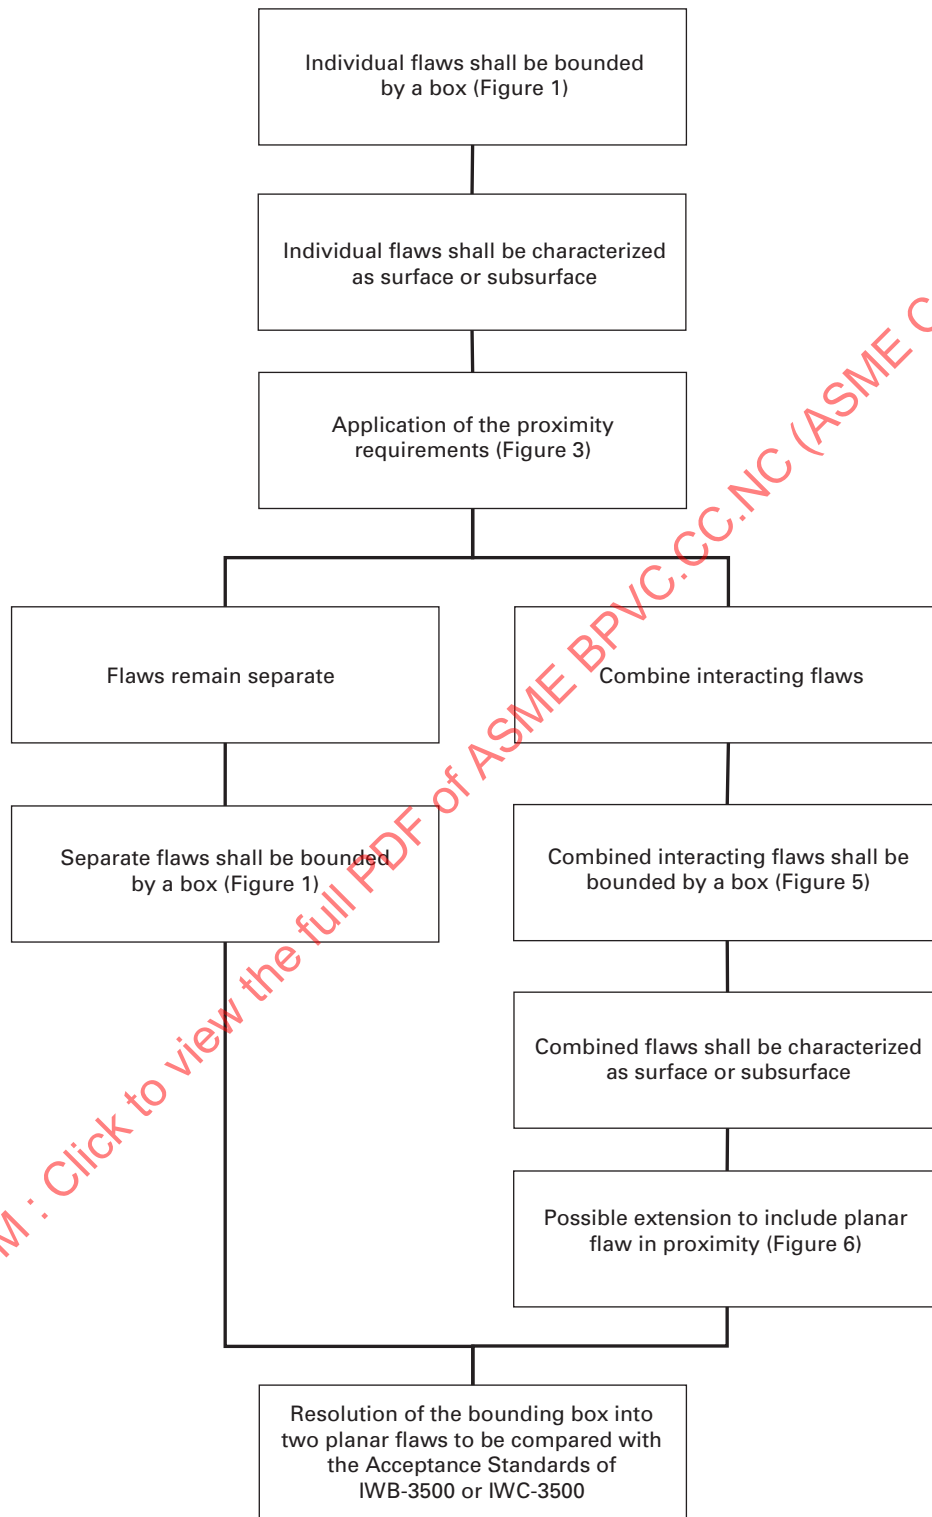 Individual flaws shall be bounded
by a box (Figure 1)
Individual flaws shall be characterized
as surface or subsurface
Application of the proximity
requirements (Figure 3)
Flaws remain separate
Combine interacting flaws
Separate flaws shall be bounded
by a box (Figure 1)
Combined interacting flaws shall be
bounded by a box (Figure 5)
Combined flaws shall be characterized
as surface or subsurface
Possible extension to include planar
flaw in proximity (Figure 6)
Resolution of the bounding box into
two planar flaws to be compared with
the Acceptance Standards of
IWB-3500 or IWC-3500
M : Click to view the full PDF of ASME BPVC.CC.NC (ASME C